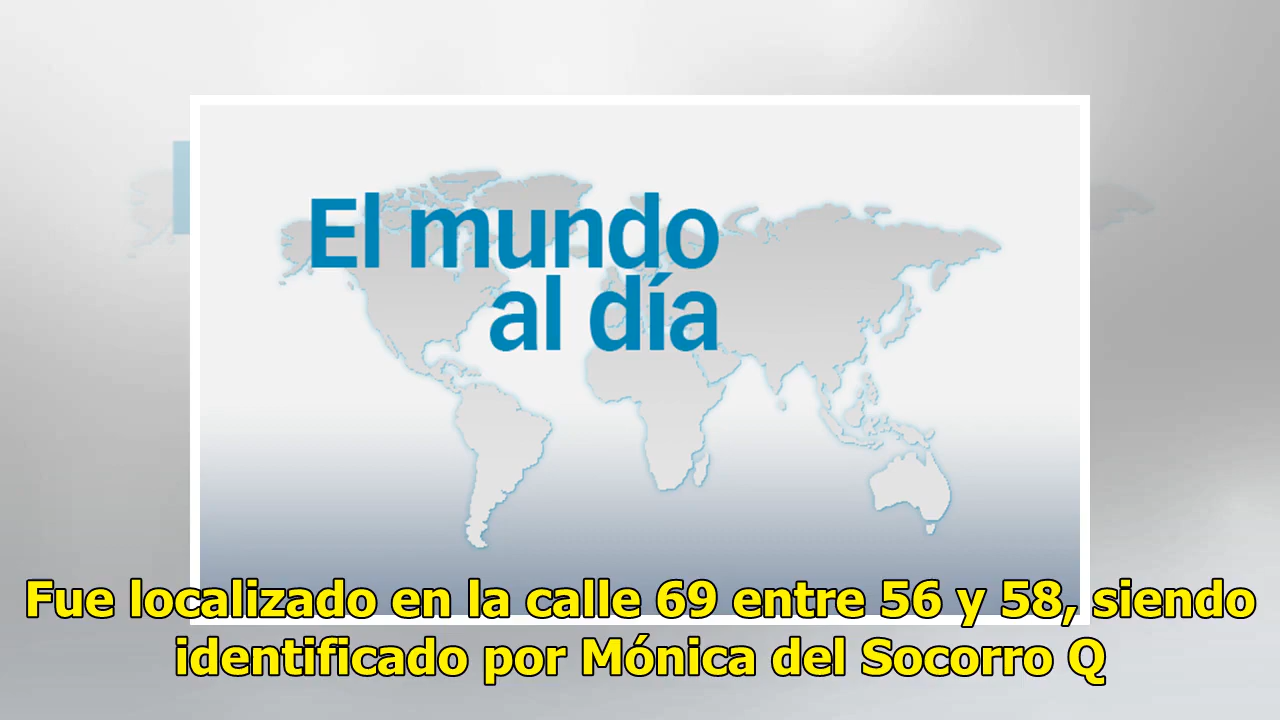 El mundo
al día
Fue localizado en la calle 69 entre 56 y 58, siendo
identificado por Mónica del Socorro Q